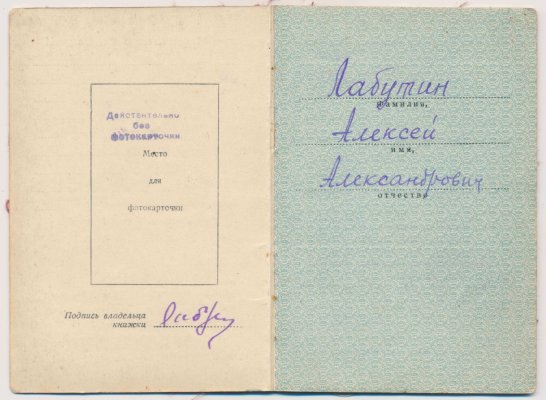 Действительно
без
фотокарточки
Место
для
фотокарточки
Подпись владельца
книжки
Лабутин
фамилия,
Алексей
имя,
Александрович
отчество